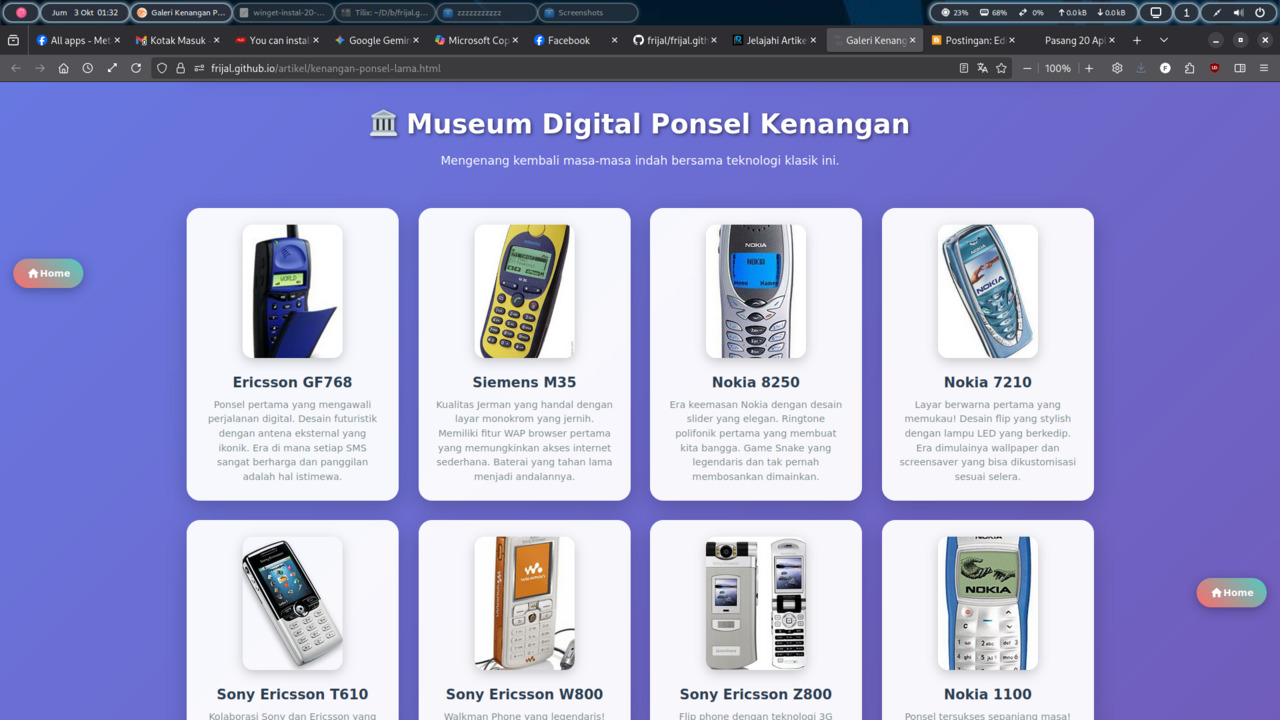 Jum 3 Okt 01:32
Galeri Kenangan P...
winget-instal-20-...
Tilix: ~/D/b/frijal.g...
zzzzzzzzzzz
Screenshots
23%
68%
0%
0.0 kB
0.0 kB
1
All apps - Met
Kotak Masuk -
You can instal
Google Gemin
Microsoft Cop
Facebook
frijal/frijal.gith
Jelajahi Artike
Galeri Kenang
Postingan: Edi
Pasang 20 Apl
frijal.github.io/artikel/kenangan-ponsel-lama.html
100%
🏛️ Museum Digital Ponsel Kenangan
Mengenang kembali masa-masa indah bersama teknologi klasik ini.
Home
Ericsson GF768
Ponsel pertama yang mengawali
perjalanan digital. Desain futuristik
dengan antena eksternal yang
ikonik. Era di mana setiap SMS
sangat berharga dan panggilan
adalah hal istimewa.
Siemens M35
Kualitas Jerman yang handal dengan
layar monokrom yang jernih.
Memiliki fitur WAP browser pertama
yang memungkinkan akses internet
sederhana. Baterai yang tahan lama
menjadi andalannya.
NOKIA
NOKIA
Menu Names
Nokia 8250
Era keemasan Nokia dengan desain
slider yang elegan. Ringtone
polifonik pertama yang membuat
kita bangga. Game Snake yang
legendaris dan tak pernah
membosankan dimainkan.
NOKIA
Nokia 7210
Layar berwarna pertama yang
memukau! Desain flip yang stylish
dengan lampu LED yang berkedip.
Era dimulainya wallpaper dan
screensaver yang bisa dikustomisasi
sesuai selera.
Sony Ericsson T610
Kolaborasi Sony dan Ericsson yang
Sony Ericsson W800
Walkman Phone yang legendaris!
Sony Ericsson Z800
Flip phone dengan teknologi 3G
NOKIA
Nokia 1100
Ponsel tersukses sepanjang masa!
Home